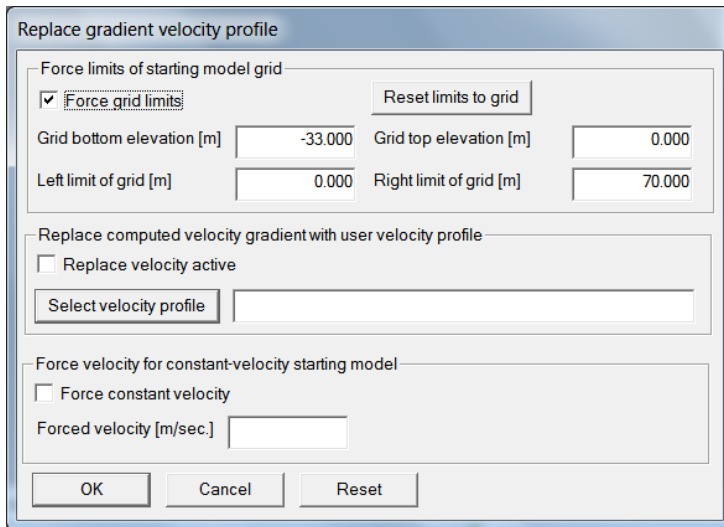 Replace gradient velocity profile
Force limits of starting model grid
Force grid limits
Reset limits to grid
Grid bottom elevation [m] -33.000 Grid top elevation [m] 0.000
Left limit of grid [m] 0.000 Right limit of grid [m] 70.000
Replace computed velocity gradient with user velocity profile
Replace velocity active
Select velocity profile
Force velocity for constant-velocity starting model
Force constant velocity
Forced velocity [m/sec.]
OK Cancel Reset